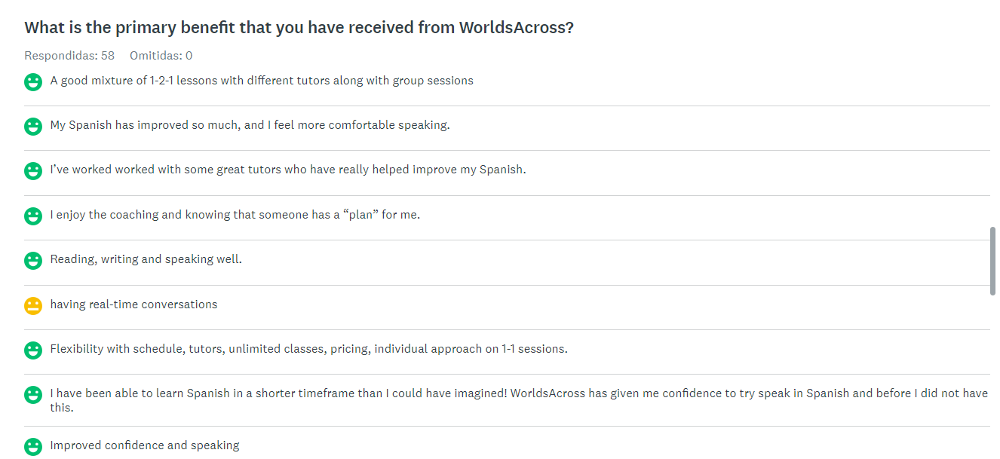 What is the primary benefit that you have received from WorldsAcross?
Respondidas: 58 Omitidas: 0
A good mixture of 1-2-1 lessons with different tutors along with group sessions
My Spanish has improved so much, and I feel more comfortable speaking.
I’ve worked worked with some great tutors who have really helped improve my Spanish.
I enjoy the coaching and knowing that someone has a “plan” for me.
Reading, writing and speaking well.
having real-time conversations
Flexibility with schedule, tutors, unlimited classes, pricing, individual approach on 1-1 sessions.
I have been able to learn Spanish in a shorter timeframe than I could have imagined! WorldsAcross has given me confidence to try speak in Spanish and before I did not have
this.
Improved confidence and speaking